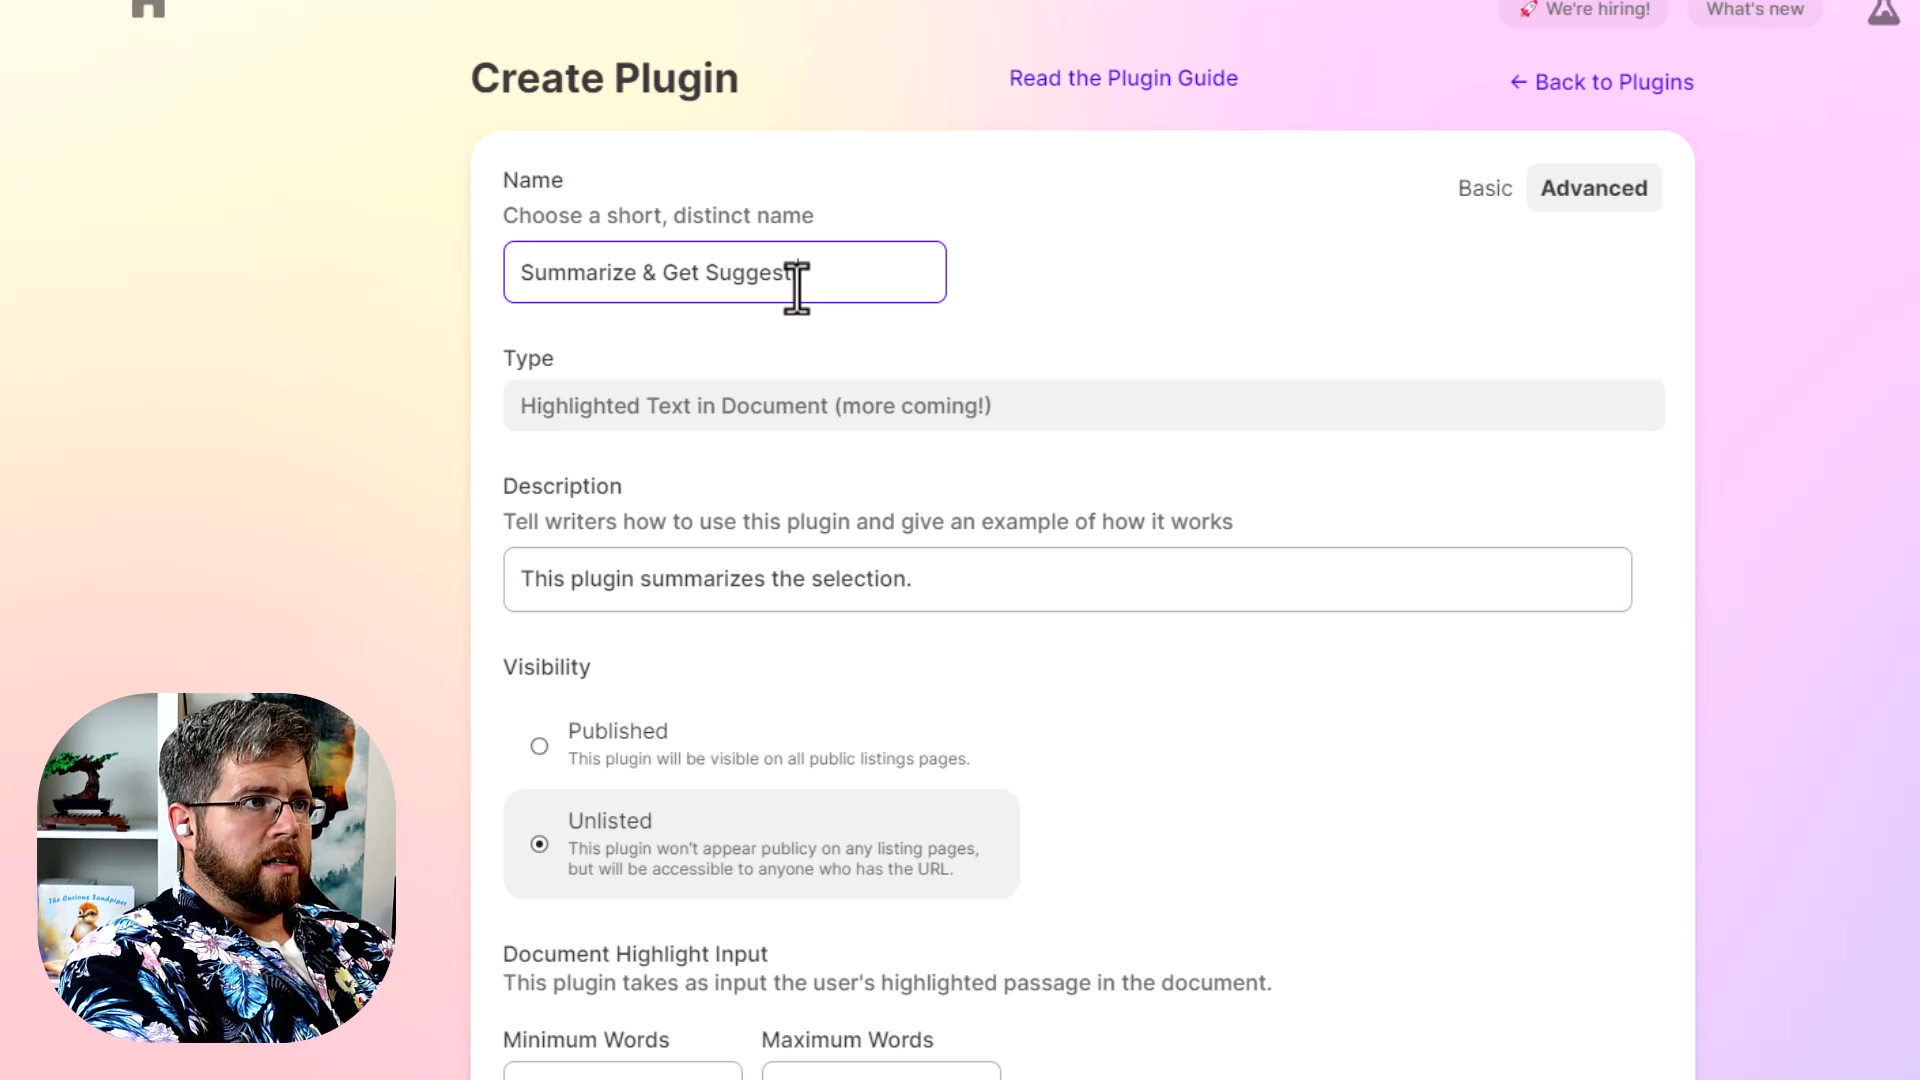 🚀 We're hiring!
What's new
Create Plugin
Read the Plugin Guide
← Back to Plugins
Name
Basic
Advanced
Choose a short, distinct name
Summarize & Get Suggest
Type
Highlighted Text in Document (more coming!)
Description
Tell writers how to use this plugin and give an example of how it works
This plugin summarizes the selection.
Visibility
Published
This plugin will be visible on all public listings pages.
Unlisted
This plugin won't appear publicy on any listing pages,
but will be accessible to anyone who has the URL.
The Curious Sandpiper
Document Highlight Input
This plugin takes as input the user's highlighted passage in the document.
Minimum Words
Maximum Words